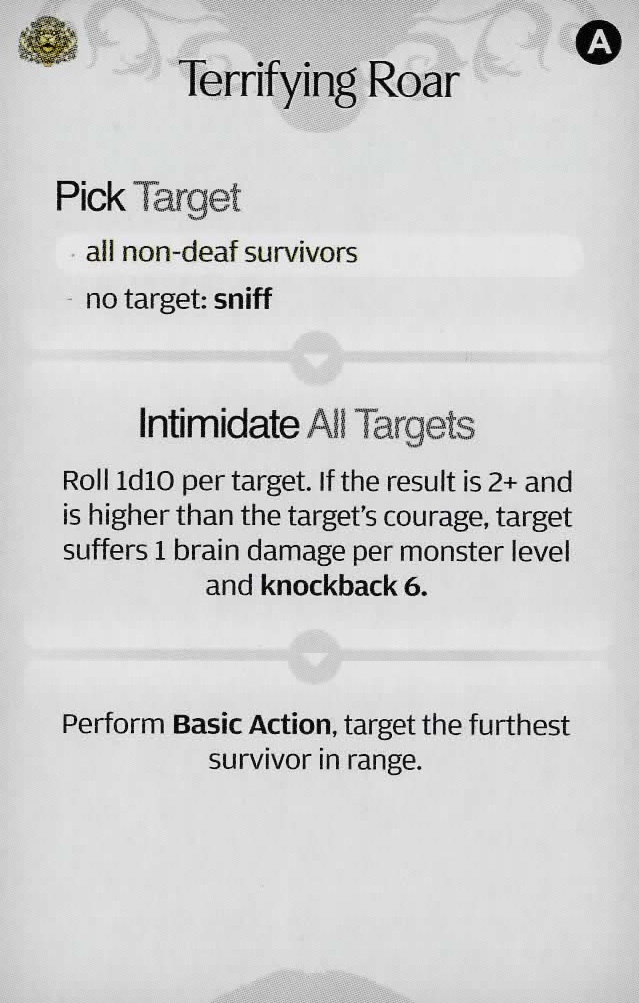 A
Terrifying Roar
Pick Target
- all non-deaf survivors
- no target: sniff
Intimidate All Targets
Roll 1d10 per target. If the result is 2+ and
is higher than the target's courage, target
suffers 1 brain damage per monster level
and knockback 6.
Perform Basic Action, target the furthest
survivor in range.